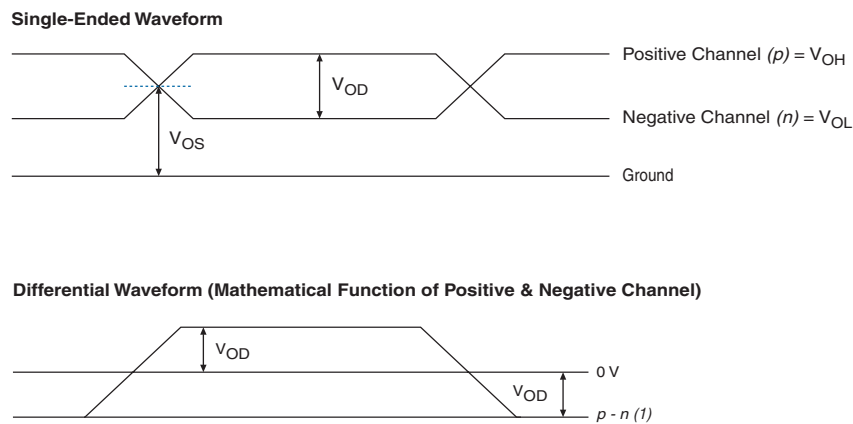 Single-Ended Waveform
Positive Channel (p) = VOH
VOD
Negative Channel (n) = VOL
VOS
Ground
Differential Waveform (Mathematical Function of Positive & Negative Channel)
VOD
0 V
VOD
p - n (1)